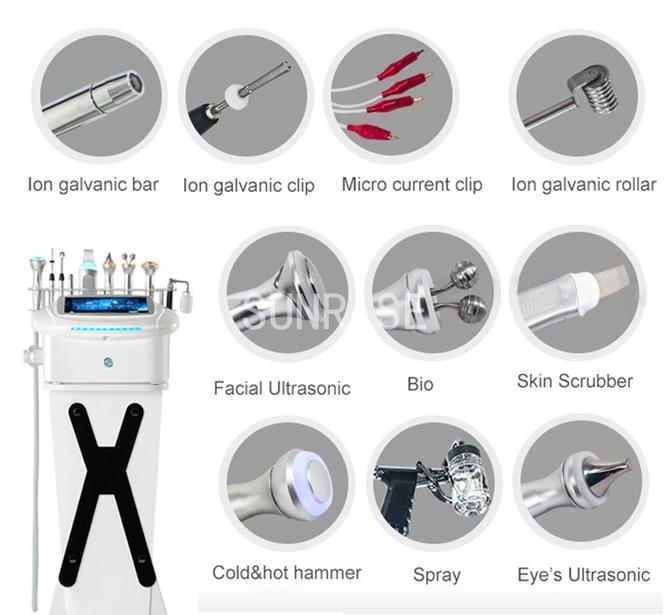 Ion galvanic bar
Ion galvanic clip
Micro current clip
Ion galvanic rollar
SUNRISE
Facial Ultrasonic
Bio
Skin Scrubber
Cold&hot hammer
Spray
Eye's Ultrasonic